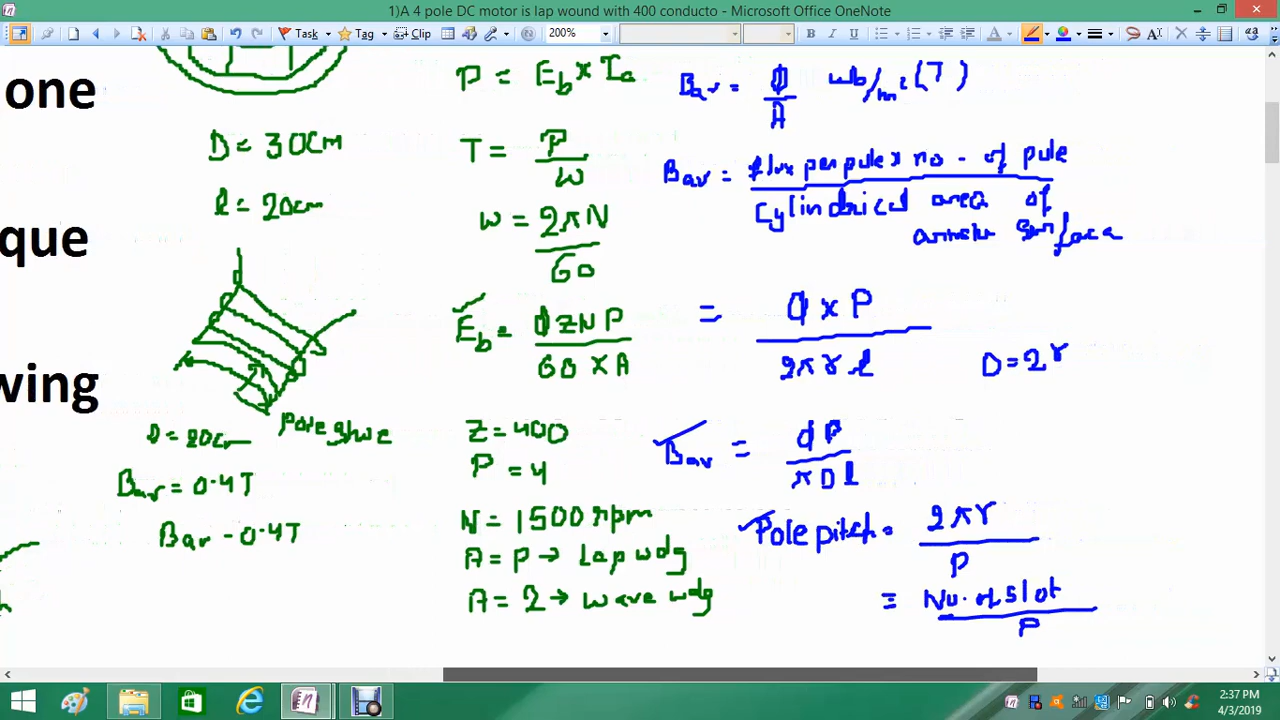 1)A 4 pole DC motor is lap wound with 400 conducto - Microsoft OneNote
Task
Tag
Clip
200%
B I U
one
que
wing
D = 30cm
l = 20cm
Pole shoe
l = 20cm
Bav = 0.4T
Bav - 0.4T
P = Eb x Ia
T = P / w
w = 2πN / 60
Eb = ϕZNP / 60 x A
Z = 400
P = 4
N = 1500 rpm
A = P → Lap wdg
A = 2 → wave wdg
Bav = ϕ / A wb/m² (T)
Bav = flux per pole x no - of pole
Cylindrical area of
surface
= ϕ x P / 2πrl D = 2r
Bav = ϕP / πDl
Pole pitch = 2πr / P
= No. of Slot / P
2:37 PM
4/3/2019